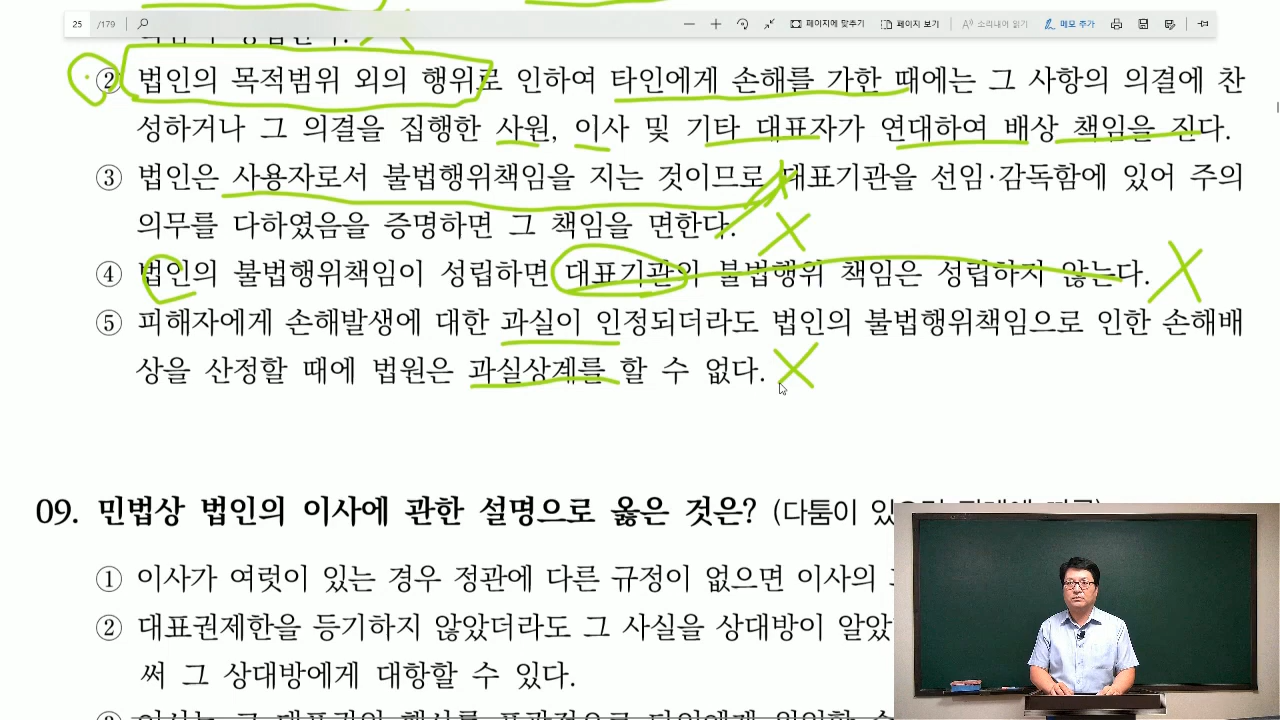 25 /179 페이지에 맞추기 페이지 보기 소리내어 읽기 메모 추가
② 법인의 목적범위 외의 행위로 인하여 타인에게 손해를 가한 때에는 그 사항의 의결에 찬
성하거나 그 의결을 집행한 사원, 이사 및 기타 대표자가 연대하여 배상 책임을 진다.
③ 법인은 사용자로서 불법행위책임을 지는 것이므로 대표기관을 선임·감독함에 있어 주의
의무를 다하였음을 증명하면 그 책임을 면한다.
④ 법인의 불법행위책임이 성립하면 대표기관의 불법행위 책임은 성립하지 않는다.
⑤ 피해자에게 손해발생에 대한 과실이 인정되더라도 법인의 불법행위책임으로 인한 손해배
상을 산정할 때에 법원은 과실상계를 할 수 없다.
09. 민법상 법인의 이사에 관한 설명으로 옳은 것은? (다툼이 있
① 이사가 여럿이 있는 경우 정관에 다른 규정이 없으면 이사의
② 대표권제한을 등기하지 않았더라도 그 사실을 상대방이 알았
써 그 상대방에게 대항할 수 있다.